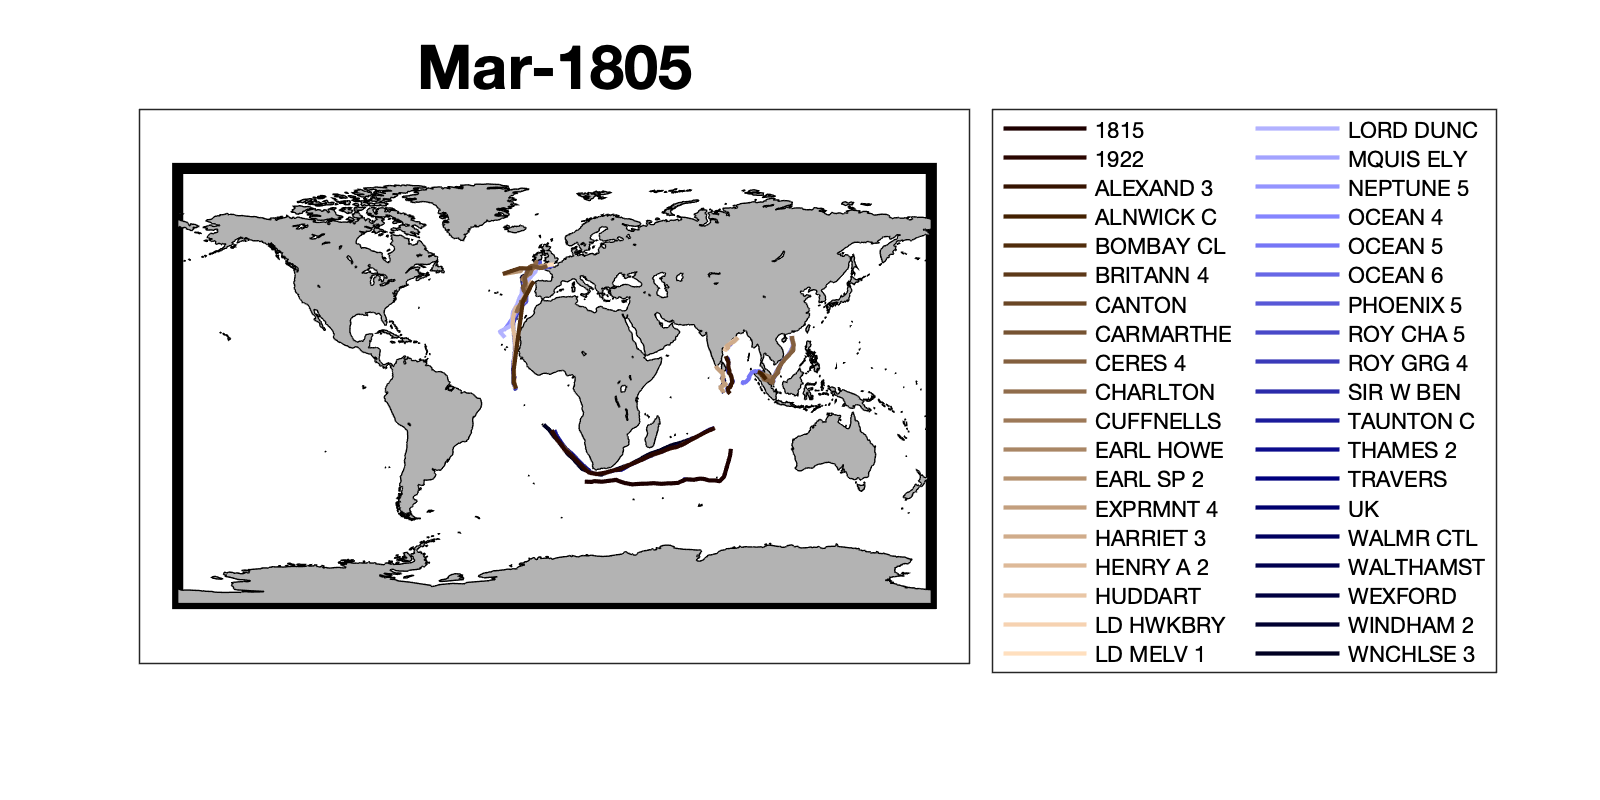 Mar-1805
1815
1922
ALEXAND 3
ALNWICK C
BOMBAY CL
BRITANN 4
CANTON
CARMARTHE
CERES 4
CHARLTON
CUFFNELLS
EARL HOWE
EARL SP 2
EXPRMNT 4
HARRIET 3
HENRY A 2
HUDDART
LD HWKBRY
LD MELV 1
LORD DUNC
MQUIS ELY
NEPTUNE 5
OCEAN 4
OCEAN 5
OCEAN 6
PHOENIX 5
ROY CHA 5
ROY GRG 4
SIR W BEN
TAUNTON C
THAMES 2
TRAVERS
UK
WALMR CTL
WALTHAMST
WEXFORD
WINDHAM 2
WNCHLSE 3